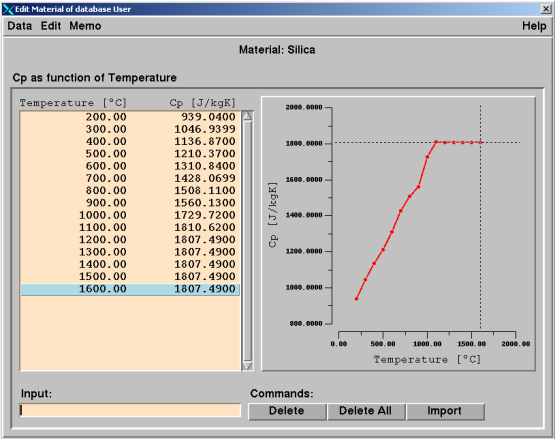 Edit Material of database User
Data Edit Memo Help
Material: Silica
Cp as function of Temperature
Temperature [°C] Cp [J/kgK]
200.00 939.0400
300.00 1046.9399
400.00 1136.8700
500.00 1210.3700
600.00 1310.8400
700.00 1428.0699
800.00 1508.1100
900.00 1560.1300
1000.00 1729.7200
1100.00 1810.6200
1200.00 1807.4900
1300.00 1807.4900
1400.00 1807.4900
1500.00 1807.4900
1600.00 1807.4900
2000.0000
1800.0000
1600.0000
1400.0000
1200.0000
1000.0000
800.0000
Cp [J/kgK]
0.00 500.00 1000.00 1500.00 2000.00
Temperature [°C]
Input:
Commands:
Delete Delete All Import